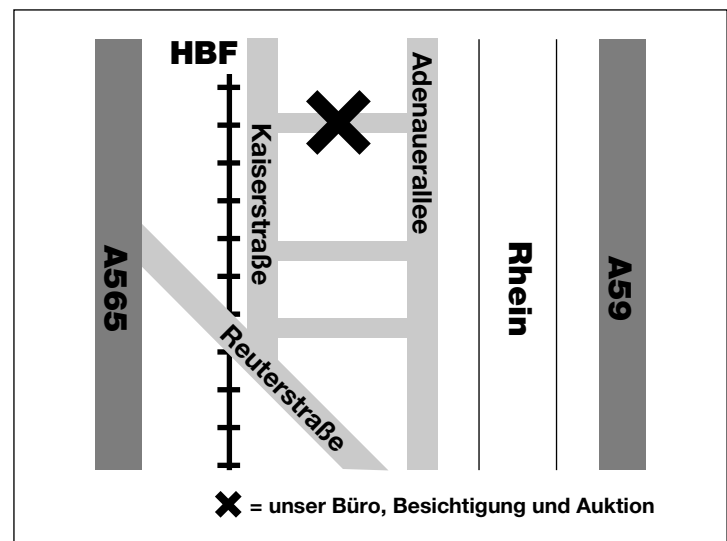 HBF
Kaiserstraße
Adenauerallee
A565
Reuterstraße
Rhein
A59
= unser Büro, Besichtigung und Auktion